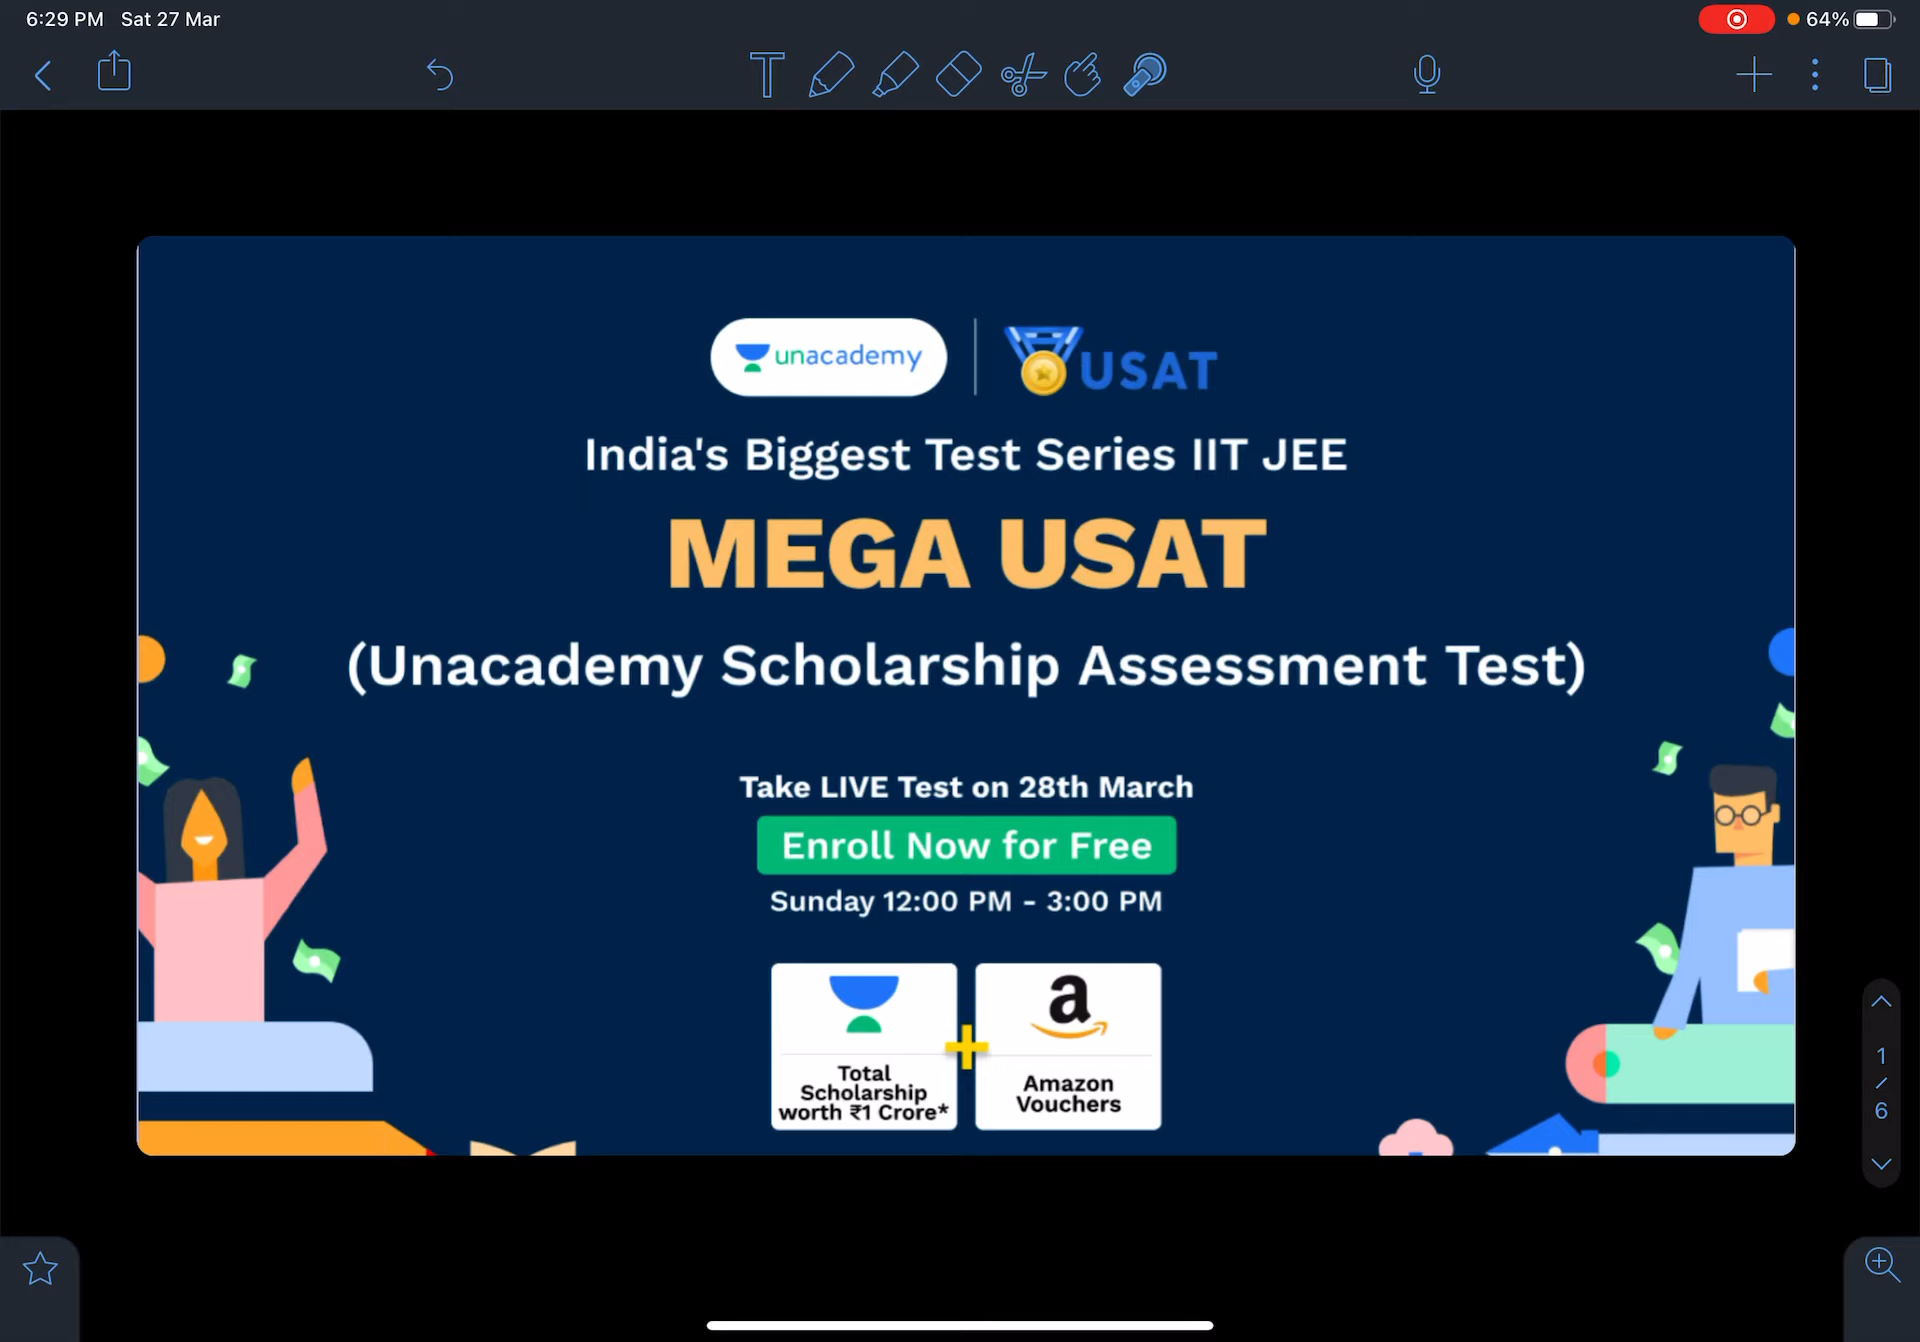 6:29 PM Sat 27 Mar
64%
unacademy
USAT
India's Biggest Test Series IIT JEE
MEGA USAT
(Unacademy Scholarship Assessment Test)
Take LIVE Test on 28th March
Enroll Now for Free
Sunday 12:00 PM - 3:00 PM
Total
Scholarship
worth ₹1 Crore*
a
Amazon
Vouchers
1
/
6